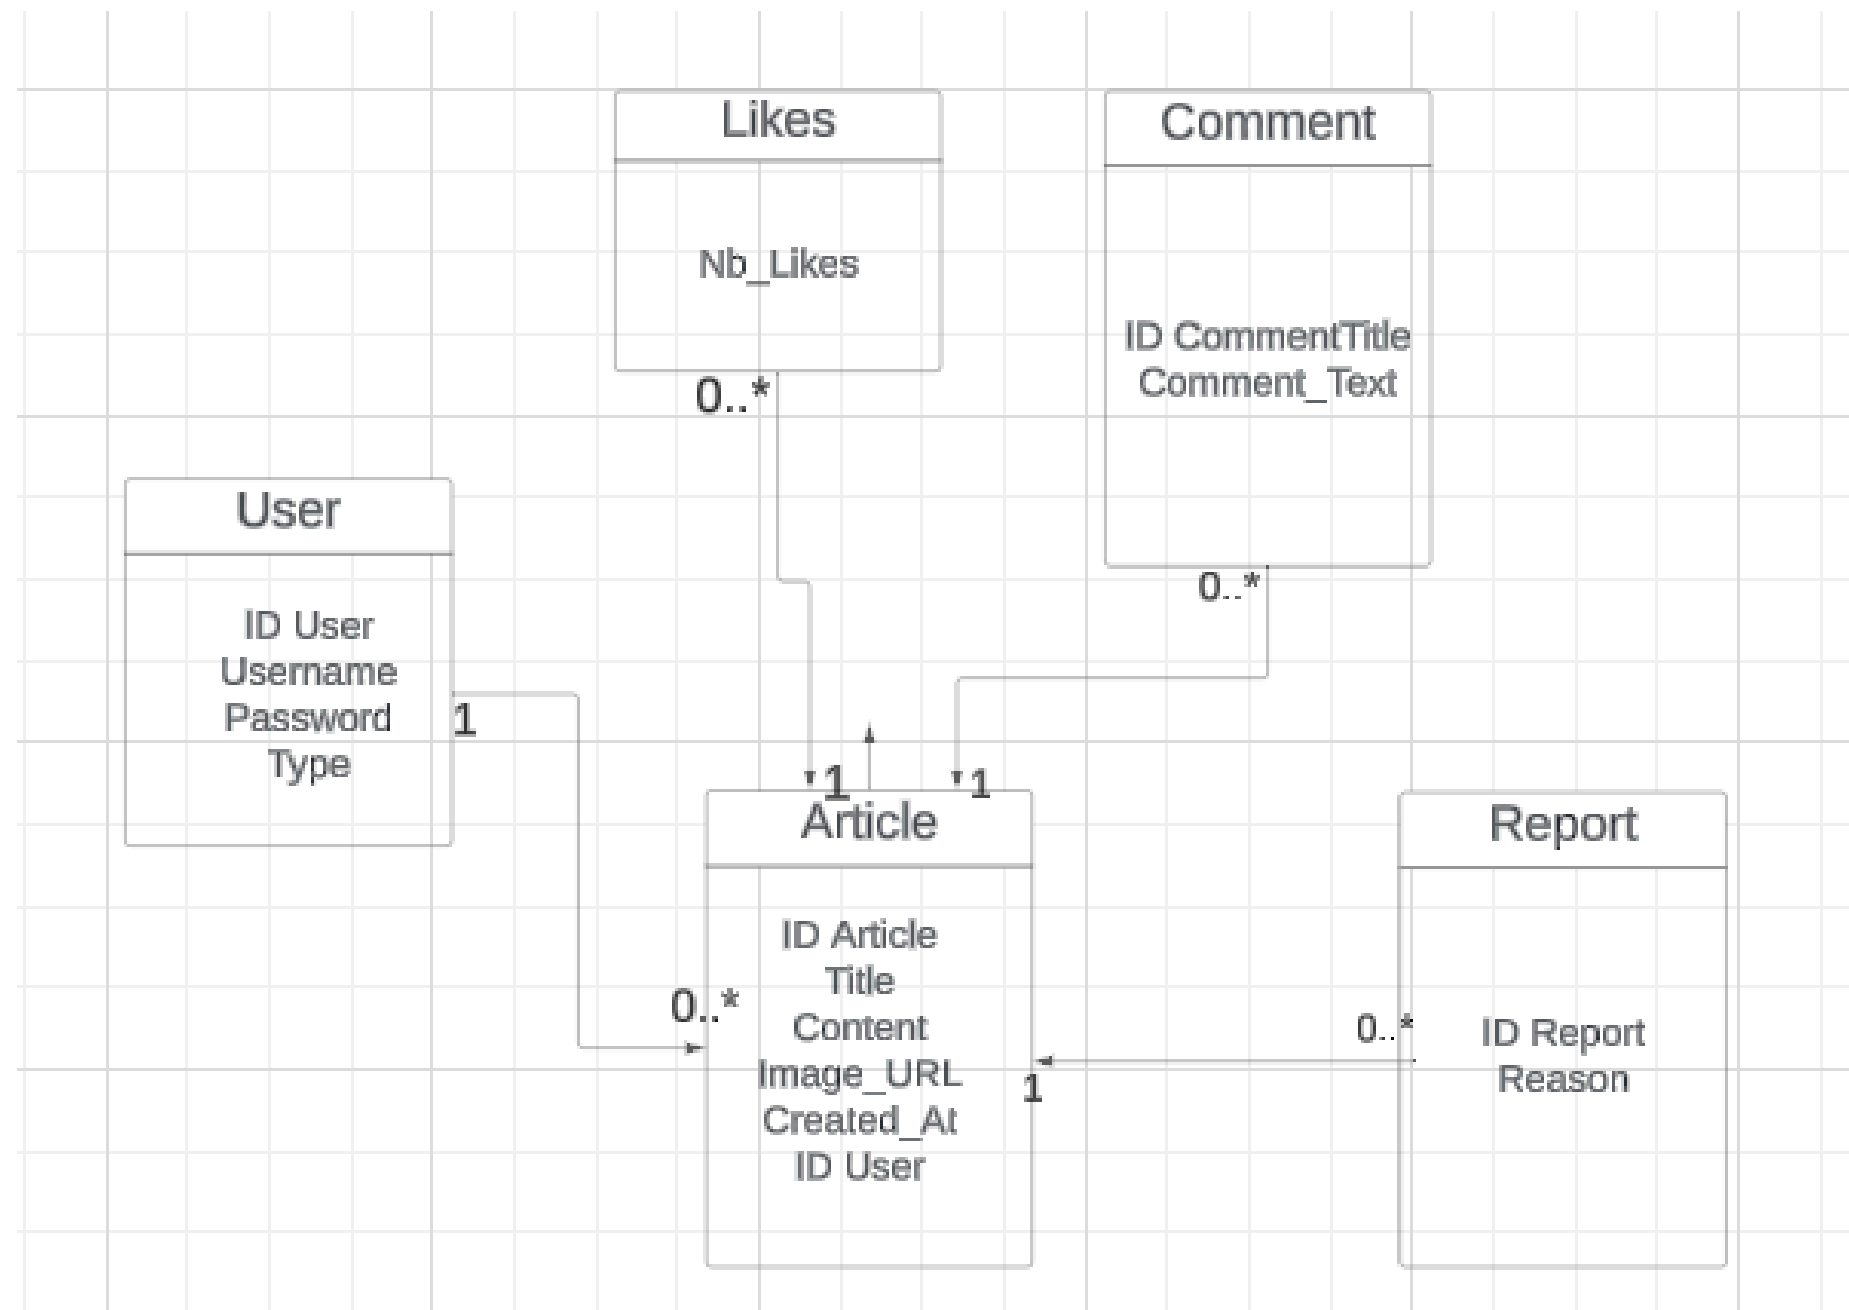 Likes
Nb_Likes
0..*
Comment
ID CommentTitle
Comment_Text
0..*
User
ID User
Username
Password
Type
1
1
1
Article
ID Article
Title
Content
Image_URL
Created_At
ID User
0..*
1
Report
ID Report
Reason
0..*